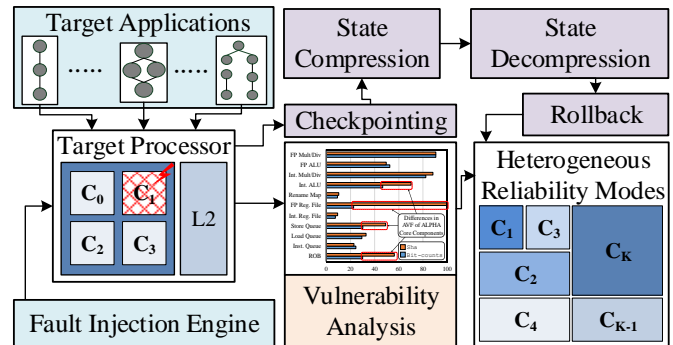 Target Applications
.....
.....
State
Compression
State
Decompression
Checkpointing
Rollback
Target Processor
C0
C1
C2
C3
L2
Fault Injection Engine
FP Mult/Div
FP ALU
Int. Mult/Div
Int. ALU
Rename Map
FP Reg. File
Int. Reg. File
Store Queue
Load Queue
Inst. Queue
ROB
Differences in
AVF of ALPHA
Core Components
Sha
Bit-counts
0 20 40 60 80 100
Vulnerability
Analysis
Heterogeneous
Reliability Modes
C1
C3
CK
C2
C4
CK-1